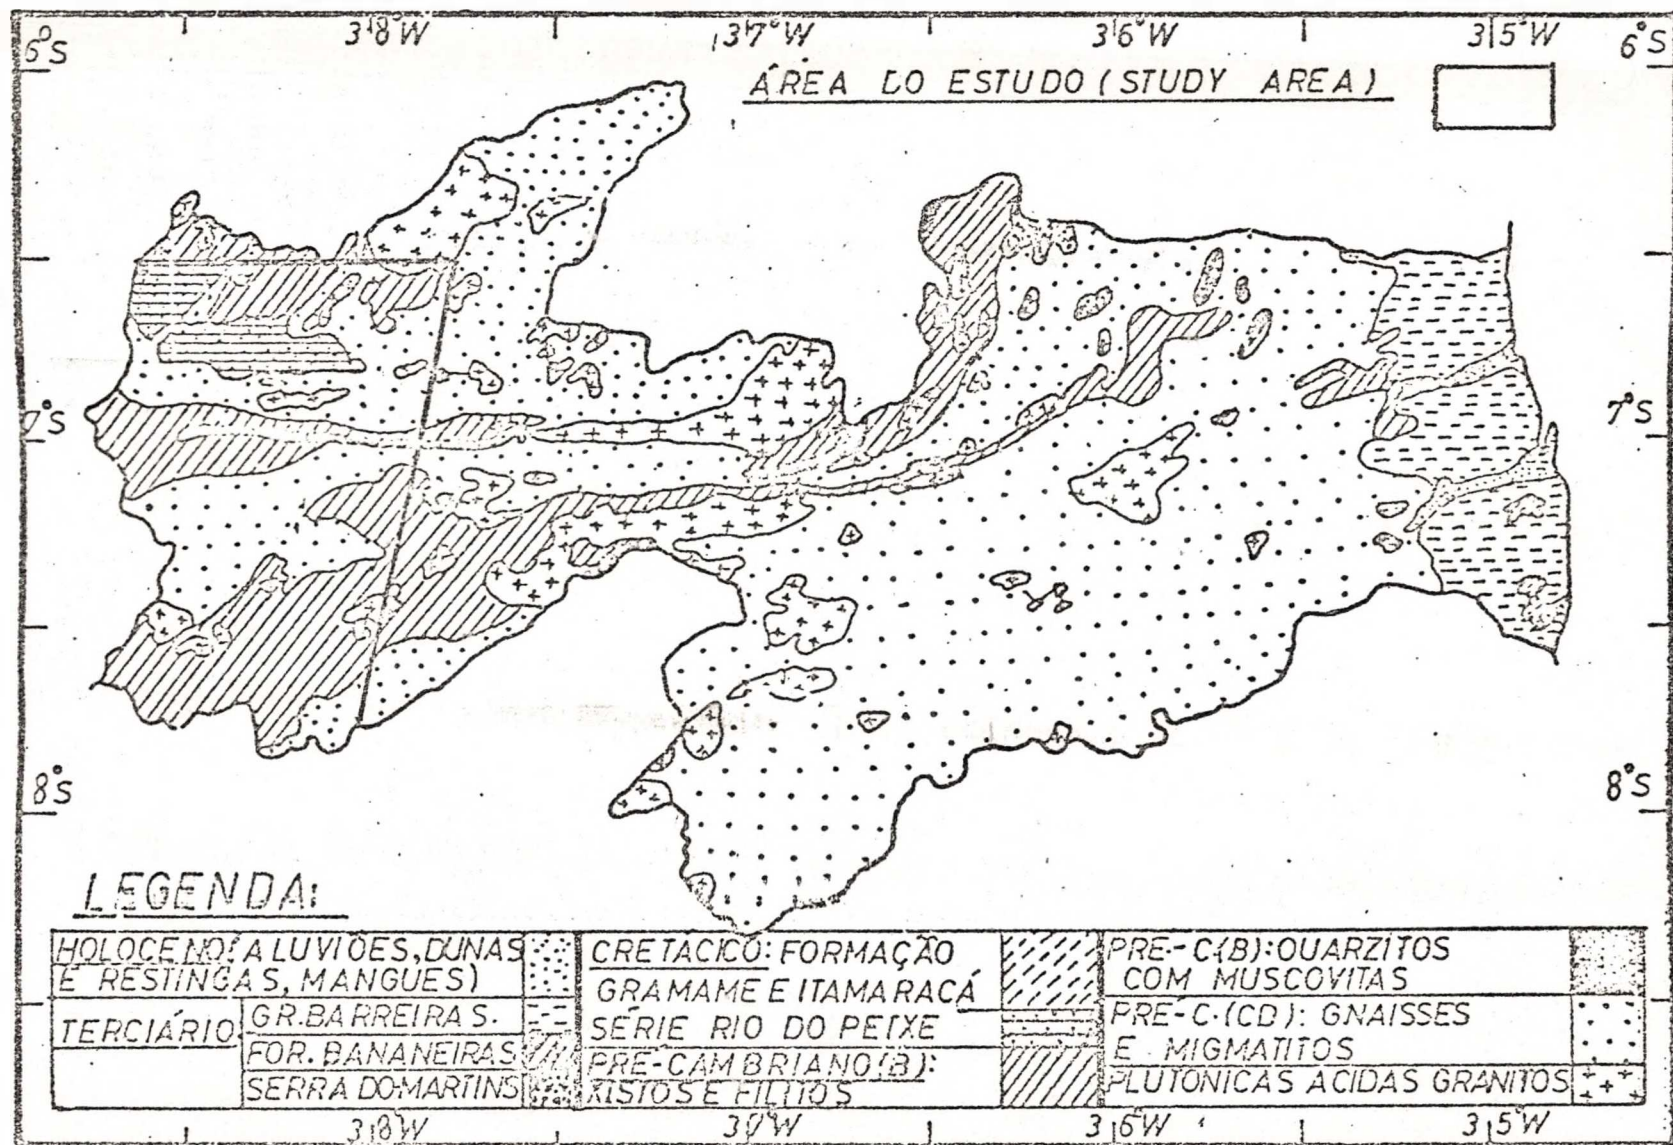 38°W 37°W 36°W 35°W
6°S 6°S
ÁREA DO ESTUDO (STUDY AREA)
7°S 7°S
8°S 8°S
LEGENDA:
HOLOCENO: ALUVIÕES, DUNAS
E RESTINGAS, MANGUES)
TERCIÁRIO
GR. BARREIRAS.
FOR. BANANEIRAS
SERRA DO MARTINS
CRETACICO: FORMAÇÃO
GRAMAME E ITAMARACÁ
SÉRIE RIO DO PEIXE
PRE-CAMBRIANO(B):
XISTOS E FILITOS
PRE-C(B): QUARZITOS
COM MUSCOVITAS
PRE-C.(CD): GNAISSES
E MIGMATITOS
PLUTONICAS ACIDAS GRANITOS
38°W 37°W 36°W 35°W